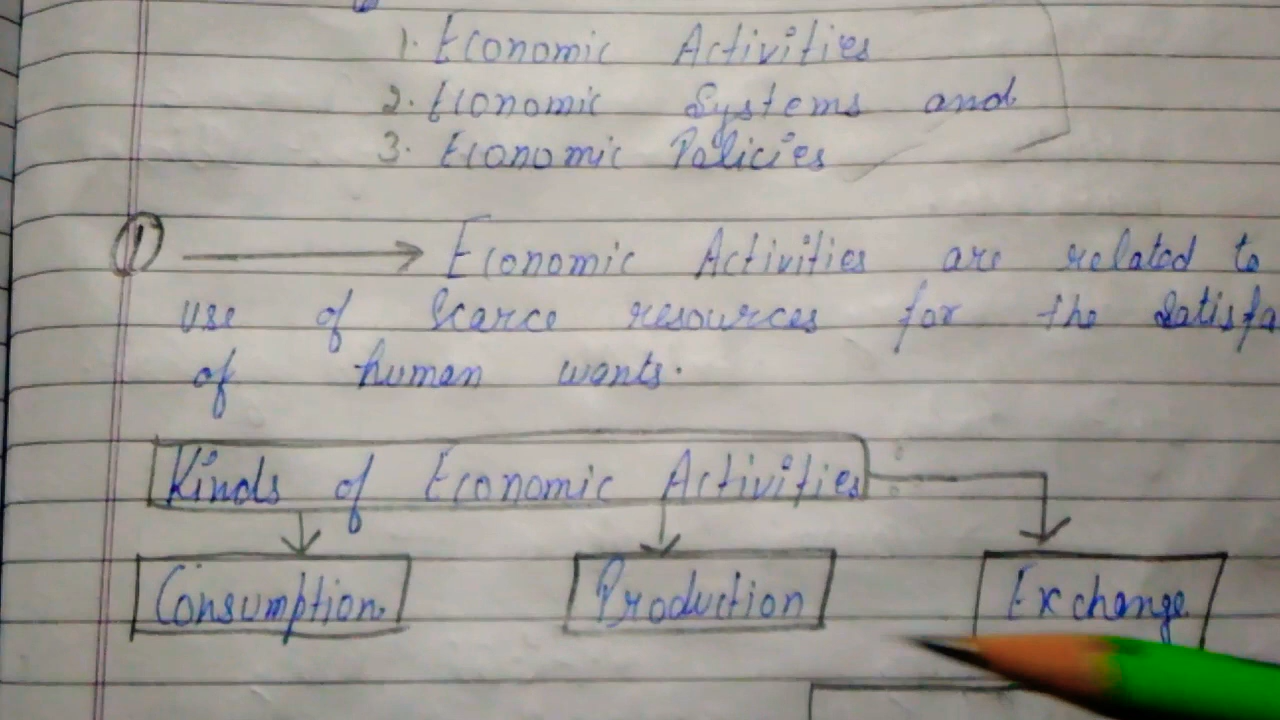 1. Economic Activities
2. Economic Systems and
3. Economic Policies
① → Economic Activities are related to
use of Scarce resources for the Satisfa
of human wants.
Kinds of Economic Activities :
Consumption Production Exchange